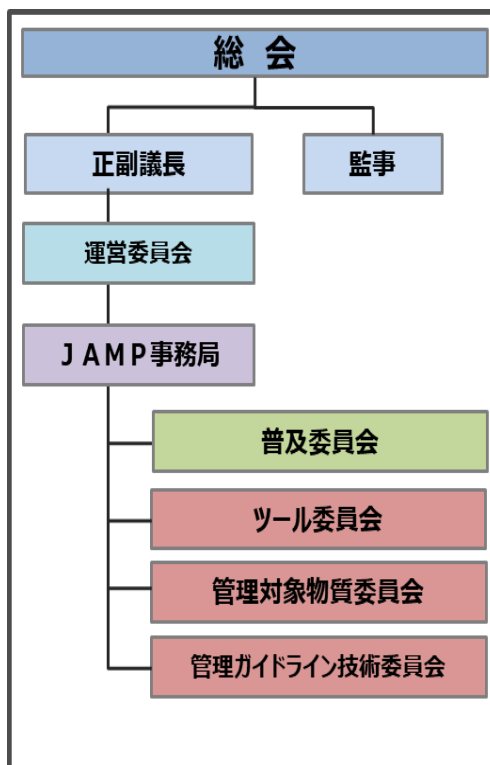 総 会
正副議長
監事
運営委員会
JAMP事務局
普及委員会
ツール委員会
管理対象物質委員会
管理ガイドライン技術委員会